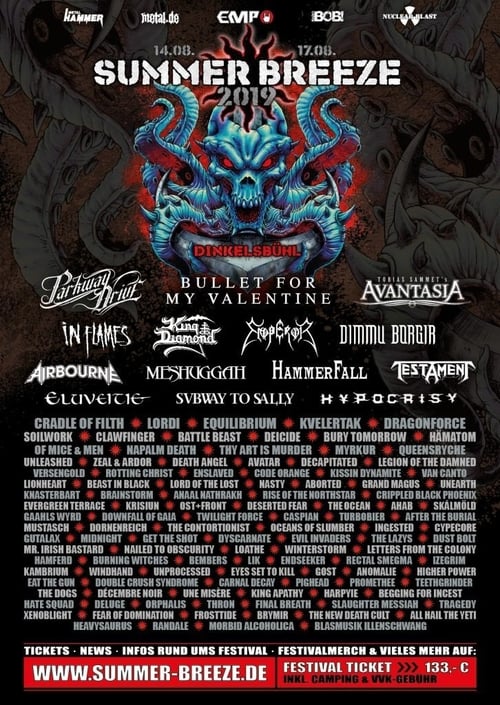 METAL HAMMER metal.de EMP RADIO BOB! NUCLEAR BLAST
14.08. 17.08.
SUMMER BREEZE
2019
DINKELSBÜHL
Parkway Drive BULLET FOR MY VALENTINE TOBIAS SAMMET'S AVANTASIA
IN FLAMES King Diamond EMPEROR DIMMU BORGIR
AIRBOURNE MESHUGGAH HAMMERFALL TESTAMENT
ELUVEITIE SVBWAY TO SALLY HYPOCRISY
CRADLE OF FILTH LORDI EQUILIBRIUM KVELERTAK DRAGONFORCE
SOILWORK CLAWFINGER BATTLE BEAST DEICIDE BURY TOMORROW HÄMATOM
OF MICE & MEN NAPALM DEATH THY ART IS MURDER MYRKUR QUEENSRYCHE
UNLEASHED ZEAL & ARDOR DEATH ANGEL AVATAR DECAPITATED LEGION OF THE DAMNED
VERSENGOLD ROTTING CHRIST ENSLAVED CODE ORANGE KISSIN DYNAMITE VAN CANTO
LIONHEART BEAST IN BLACK LORD OF THE LOST NASTY ABORTED GRAND MAGUS UNEARTH
KNASTERBART BRAINSTORM ANAAL NATHRAKH RISE OF THE NORTHSTAR CRIPPLED BLACK PHOENIX
EVERGREEN TERRACE KRISIUN OST+FRONT DESERTED FEAR THE OCEAN AHAB SKÁLMÖLD
GAAHLS WYRD DOWNFALL OF GAIA TWILIGHT FORCE CASPIAN TURBOBIER AFTER THE BURIAL
MUSTASCH DORNENREICH THE CONTORTIONIST OCEANS OF SLUMBER INGESTED CYPECORE
GUTALAX MIDNIGHT GET THE SHOT DYSCARNATE EVIL INVADERS THE LAZYS DUST BOLT
MR. IRISH BASTARD NAILED TO OBSCURITY LOATHE WINTERSTORM LETTERS FROM THE COLONY
HAMFERÐ BURNING WITCHES BEMBERS LIK ENDSEEKER RECTAL SMEGMA IZEGRIM
KAMBRIUM WINDHAND UNPROCESSED EYES SET TO KILL GOST ANOMALIE HIGHER POWER
EAT THE GUN DOUBLE CRUSH SYNDROME CARNAL DECAY PIGHEAD PROMETHEE TEETHGRINDER
THE DOGS DÉCEMBRE NOIR UNE MISÈRE KING APATHY HARPYIE BEGGING FOR INCEST
HATE SQUAD DELUGE ORPHALIS THRON FINAL BREATH SLAUGHTER MESSIAH TRAGEDY
XENOBLIGHT FEAR OF DOMINATION FROSTTIDE BRYMIR THE NEW DEATH CULT ALL HAIL THE YETI
HEAVYSAURUS RANDALE MORBID ALCOHOLICA BLASMUSIK ILLENSCHWANG
TICKETS · NEWS · INFOS RUND UMS FESTIVAL · FESTIVALMERCH & VIELES MEHR AUF:
WWW.SUMMER-BREEZE.DE FESTIVAL TICKET >>> 133,- €
INKL. CAMPING & VVK-GEBÜHR